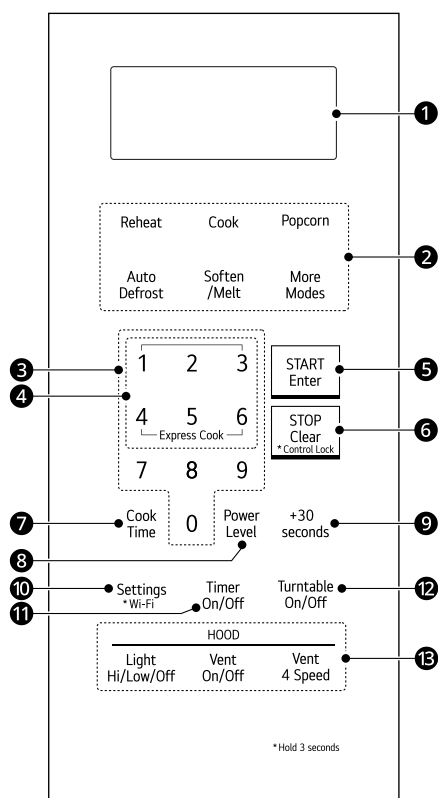 1
Reheat Cook Popcorn
2
Auto Defrost Soften /Melt More Modes
3
1 2 3
START Enter
5
4
4 5 6
Express Cook
STOP Clear
* Control Lock
6
7 8 9
7
Cook Time
0
Power Level
+30 seconds
9
8
10
Settings
* Wi-Fi
Timer On/Off
Turntable On/Off
12
11
HOOD
Light Hi/Low/Off Vent On/Off Vent 4 Speed
13
* Hold 3 seconds